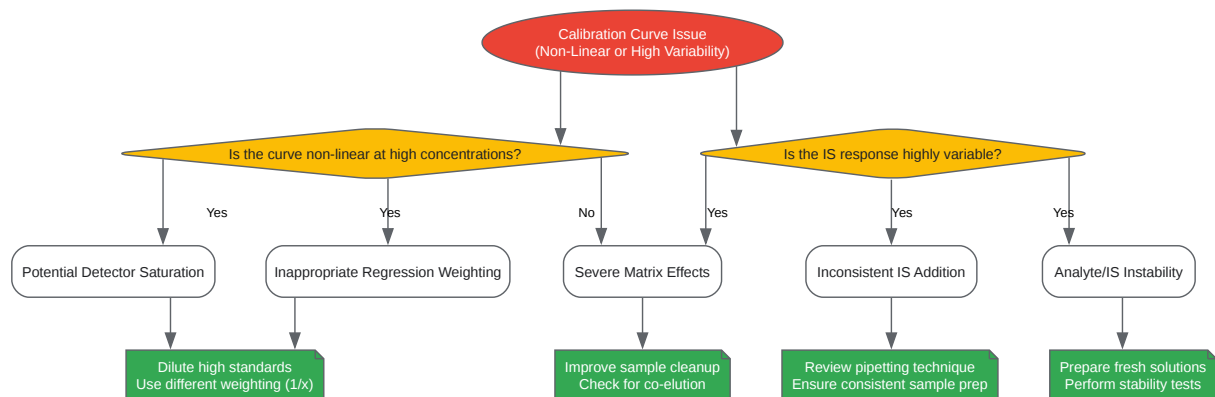 Calibration Curve Issue
(Non-Linear or High Variability)
Is the curve non-linear at high concentrations?
Is the IS response highly variable?
Yes
Yes
No
Yes
Yes
Yes
Potential Detector Saturation
Inappropriate Regression Weighting
Severe Matrix Effects
Inconsistent IS Addition
Analyte/IS Instability
Dilute high standards
Use different weighting (1/x)
Improve sample cleanup
Check for co-elution
Review pipetting technique
Ensure consistent sample prep
Prepare fresh solutions
Perform stability tests